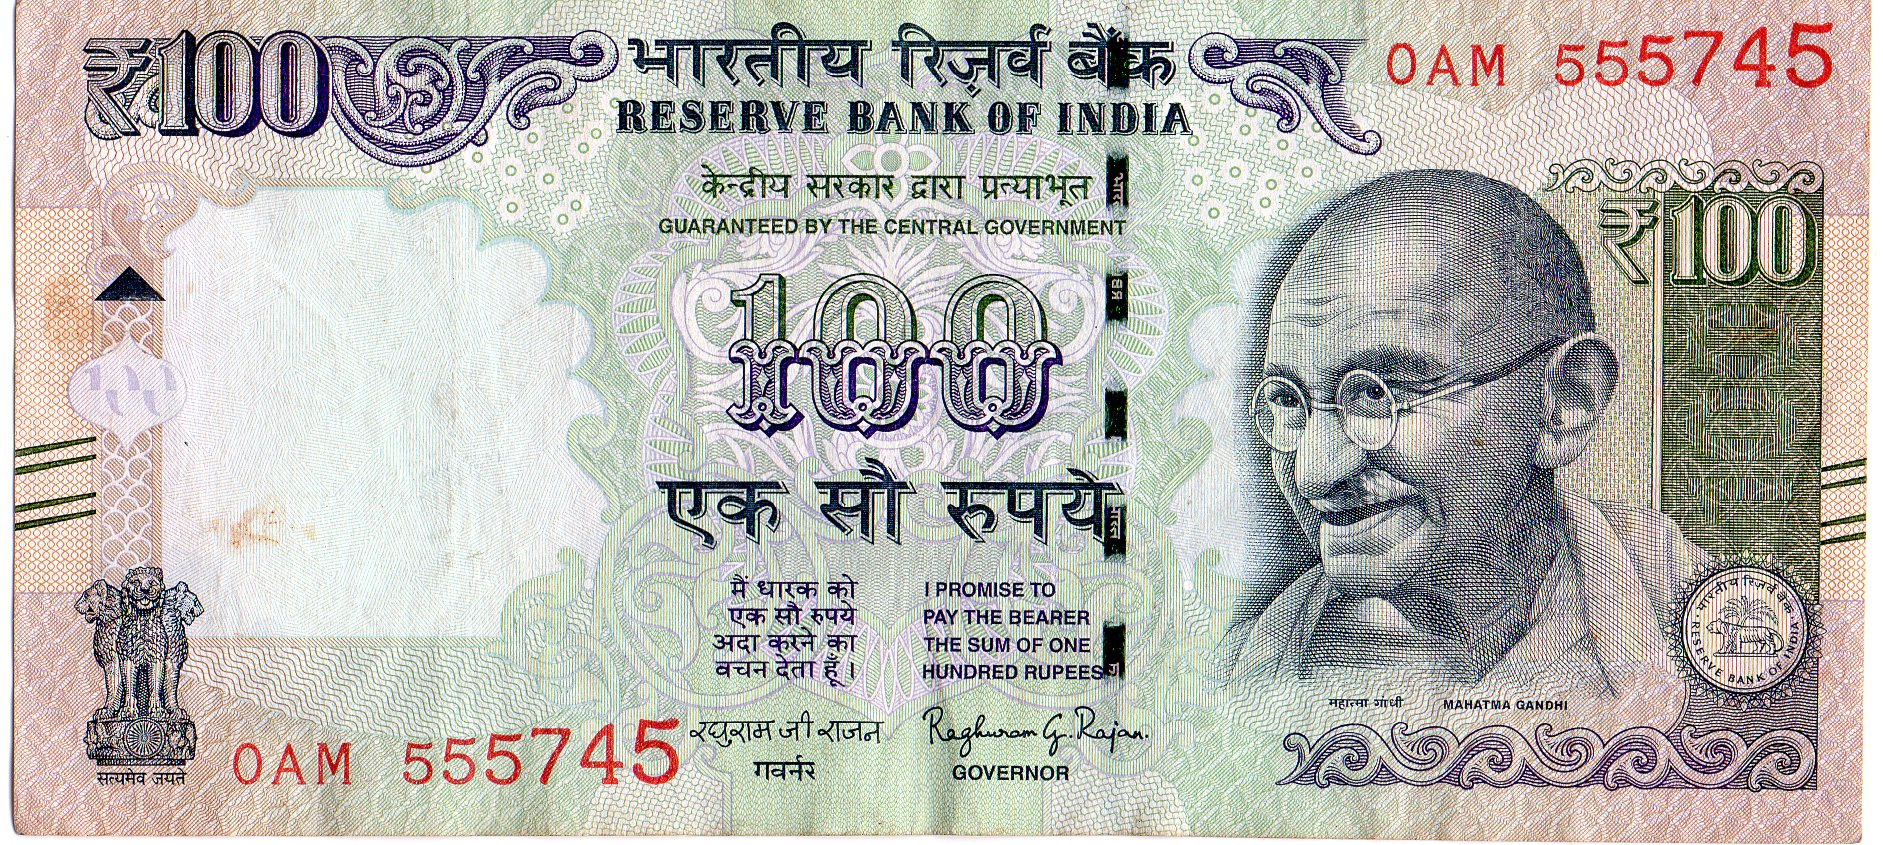 ₹100
भारतीय रिज़र्व बैंक
RESERVE BANK OF INDIA
0AM 555745
केन्द्रीय सरकार द्वारा प्रत्याभूत
GUARANTEED BY THE CENTRAL GOVERNMENT
₹100
100
एक सौ रुपये
मैं धारक को
एक सौ रुपये
अदा करने का
वचन देता हूँ ।
I PROMISE TO
PAY THE BEARER
THE SUM OF ONE
HUNDRED RUPEES
रघुराम जी राजन
गवर्नर
Raghuram G. Rajan.
GOVERNOR
महात्मा गांधी MAHATMA GANDHI
भारतीय रिज़र्व बैंक
RESERVE BANK OF INDIA
सत्यमेव जयते
0AM 555745